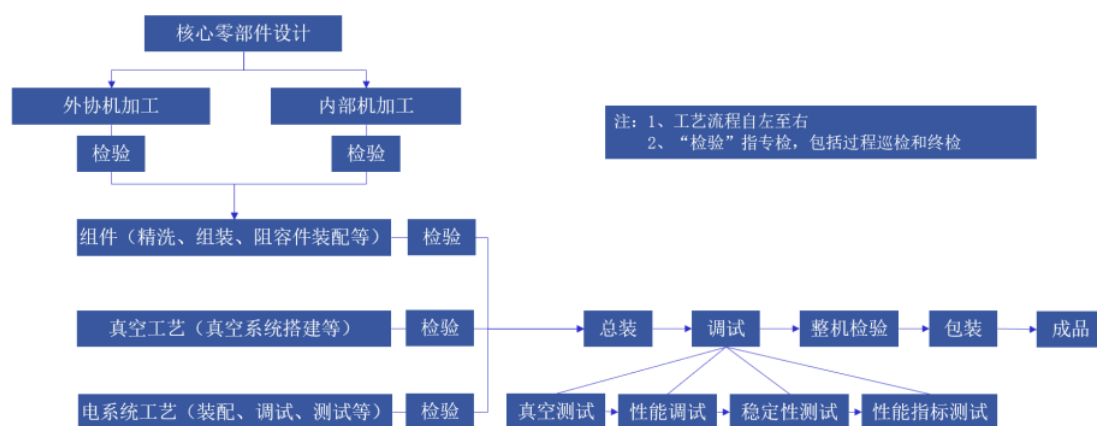 核心零部件设计
外协机加工
内部机加工
注：1、工艺流程自左至右
2、“检验”指专检，包括过程巡检和终检
检验
检验
组件（精洗、组装、阻容件装配等）
检验
真空工艺（真空系统搭建等）
检验
总装
调试
整机检验
包装
成品
电系统工艺（装配、调试、测试等）
检验
真空测试
性能调试
稳定性测试
性能指标测试